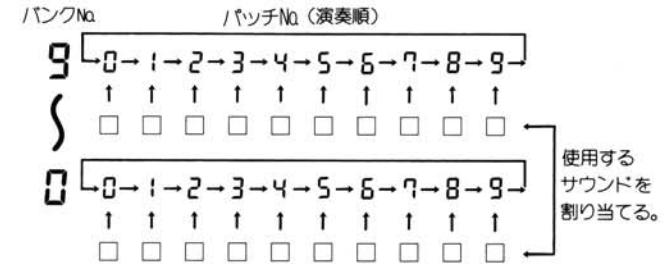 バンクNo. パッチNo.（演奏順）
9 0→1→2→3→4→5→6→7→8→9→
↑ ↑ ↑ ↑ ↑ ↑ ↑ ↑ ↑ ↑
〜 □ □ □ □ □ □ □ □ □ □
使用する
0 0→1→2→3→4→5→6→7→8→9→
サウンドを
↑ ↑ ↑ ↑ ↑ ↑ ↑ ↑ ↑ ↑
割り当てる。
□ □ □ □ □ □ □ □ □ □